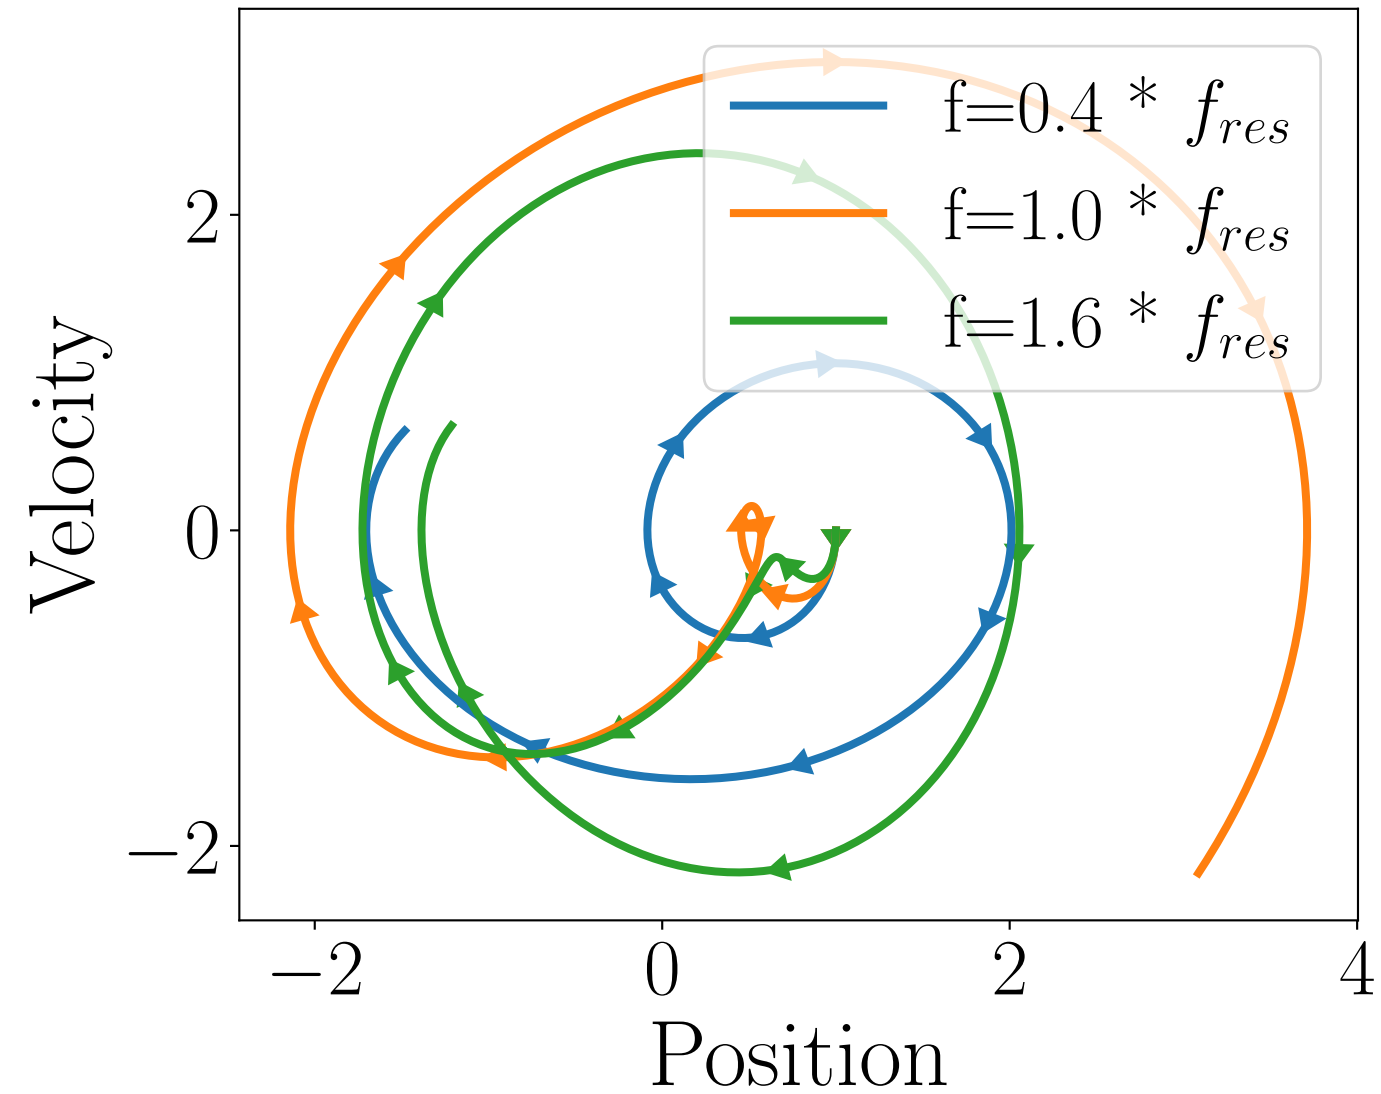 f=0.4 * f_res
f=1.0 * f_res
f=1.6 * f_res
Velocity
2
0
−2
−2 0 2 4
Position